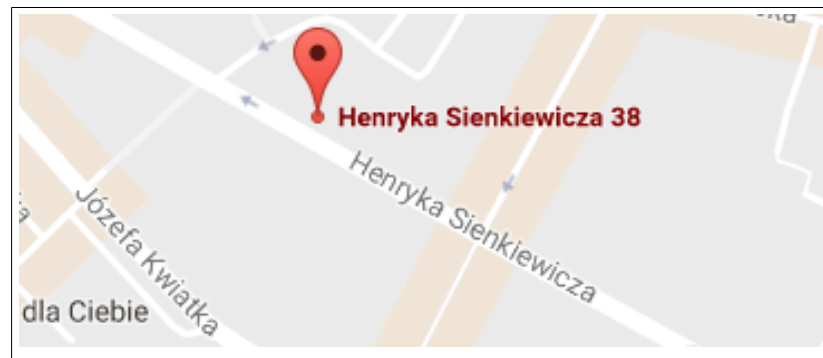 Henryka Sienkiewicza 38
Henryka Sienkiewicza
Józefa Kwiatka
dla Ciebie